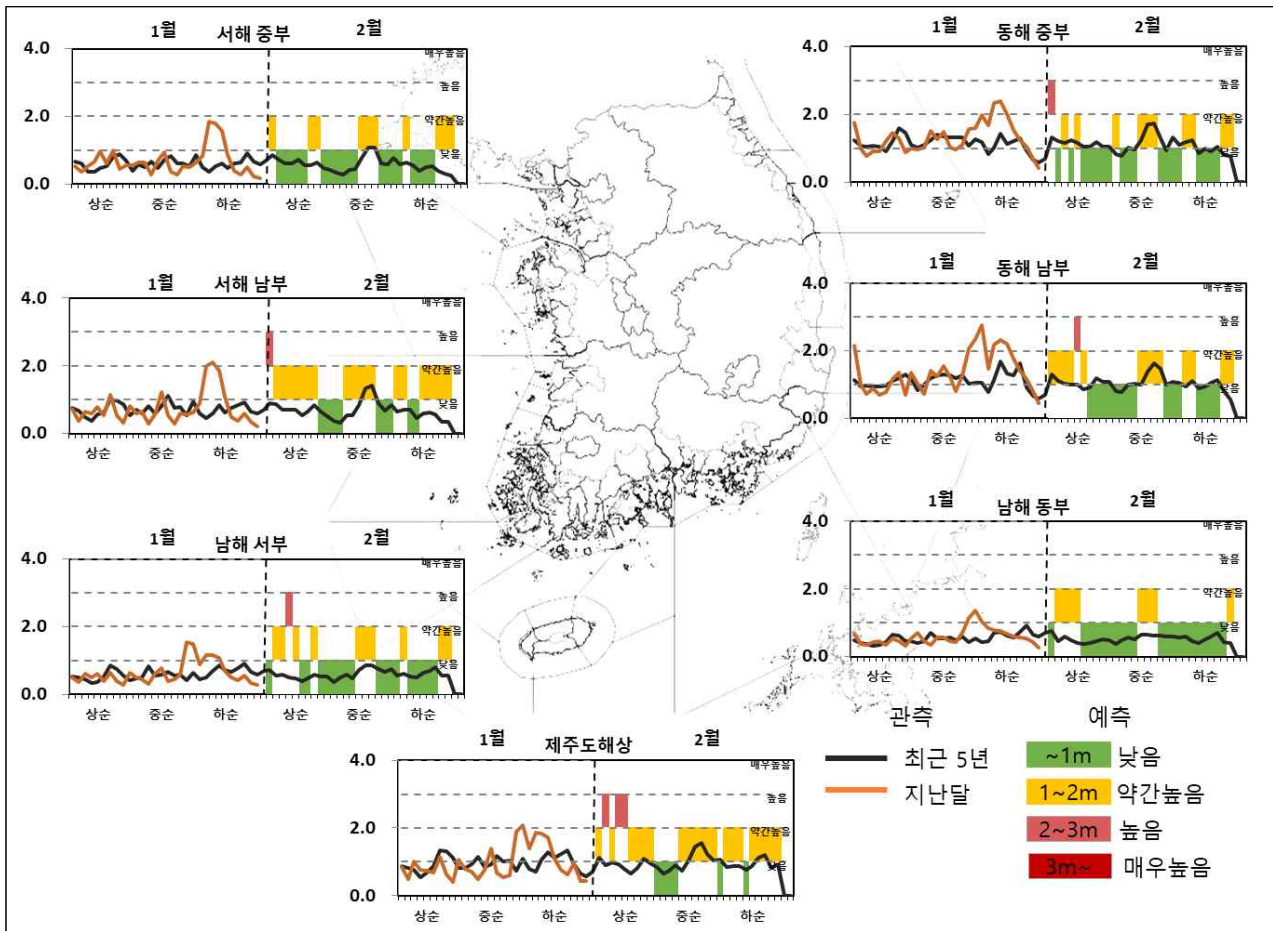 1월 서해 중부 2월
4.0
2.0
0.0
매우높음
높음
약간높음
낮음
상순 중순 하순 상순 중순 하순
1월 동해 중부 2월
4.0
2.0
0.0
매우높음
높음
약간높음
낮음
상순 중순 하순 상순 중순 하순
1월 서해 남부 2월
4.0
2.0
0.0
매우높음
높음
약간높음
낮음
상순 중순 하순 상순 중순 하순
1월 동해 남부 2월
4.0
2.0
0.0
매우높음
높음
약간높음
낮음
상순 중순 하순 상순 중순 하순
1월 남해 서부 2월
4.0
2.0
0.0
매우높음
높음
약간높음
낮음
상순 중순 하순 상순 중순 하순
1월 남해 동부 2월
4.0
2.0
0.0
매우높음
높음
약간높음
낮음
상순 중순 하순 상순 중순 하순
1월 제주도해상 2월
4.0
2.0
0.0
매우높음
높음
약간높음
낮음
상순 중순 하순 상순 중순 하순
관측 예측
최근 5년 ~1m 낮음
지난달 1~2m 약간높음
2~3m 높음
3m~ 매우높음